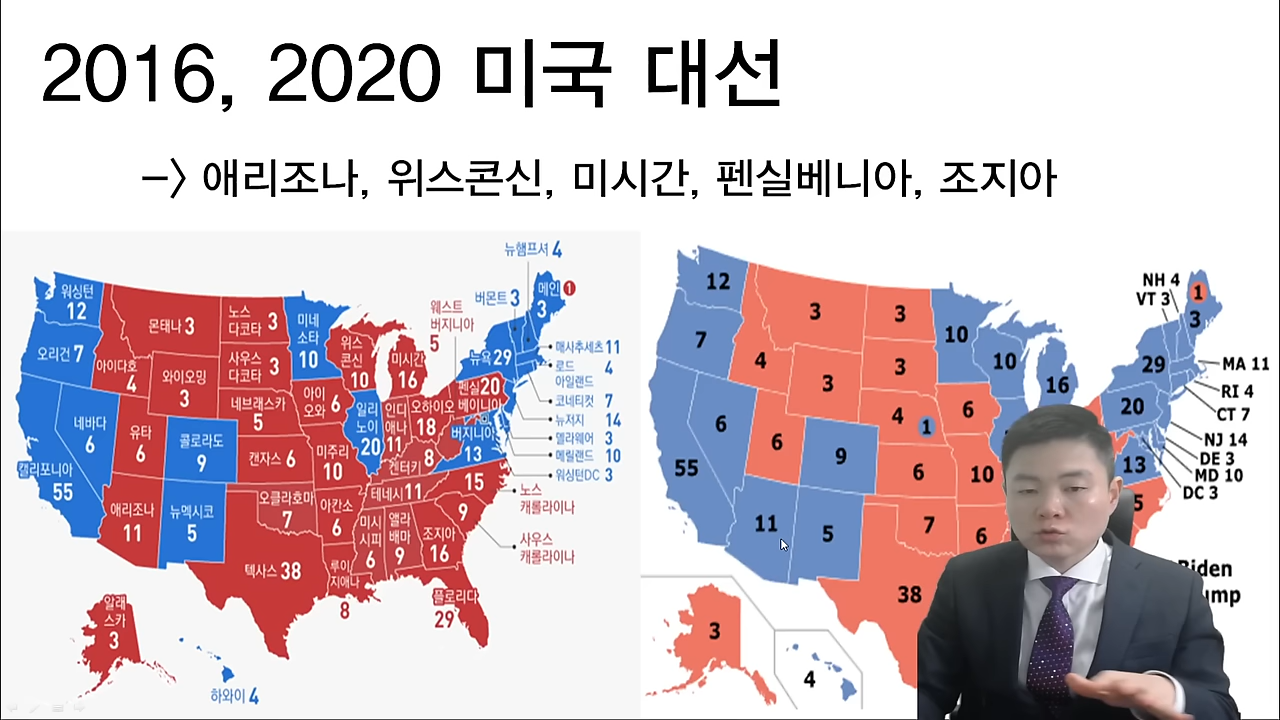 2016, 2020 미국 대선
-> 애리조나, 위스콘신, 미시간, 펜실베니아, 조지아
뉴햄프셔 4
워싱턴
12
오리건 7
아이다호
4
몬태나 3
와이오밍
3
노스
다코타 3
사우스
다코타 3
네브래스카
5
미네
소타
10
위스
콘신
10
미시간
16
웨스트
버지니아
5
버몬트 3
메인 1
3
뉴욕 29
매시추세츠 11
로드
아일랜드 4
코네티컷 7
뉴저지 14
델라웨어 3
메릴랜드 10
워싱턴DC 3
네바다
6
유타
6
콜로라도
9
캔자스 6
아이
오와 6
일리
노이
20
인디
애나
11
오하이오
18
펜실 20
베이니아
버지니아
13
캘리포니아
55
애리조나
11
뉴멕시코
5
오클라호마
7
미주리
10
아칸소
6
켄터키 8
테네시 11
15
노스
캐롤라이나
9
사우스
캐롤라이나
미시
시피
6
앨라
배마
9
조지아
16
텍사스 38
루이
지애나
8
플로리다
29
알래
스카
3
하와이 4
12
7
4
3
3
3
3
10
10
16
NH 4
VT 3
1
3
29
MA 11
RI 4
CT 7
NJ 14
DE 3
MD 10
DC 3
20
13
6
6
9
4
1
6
6
10
55
11
5
7
6
5
38
3
4
Biden
ump